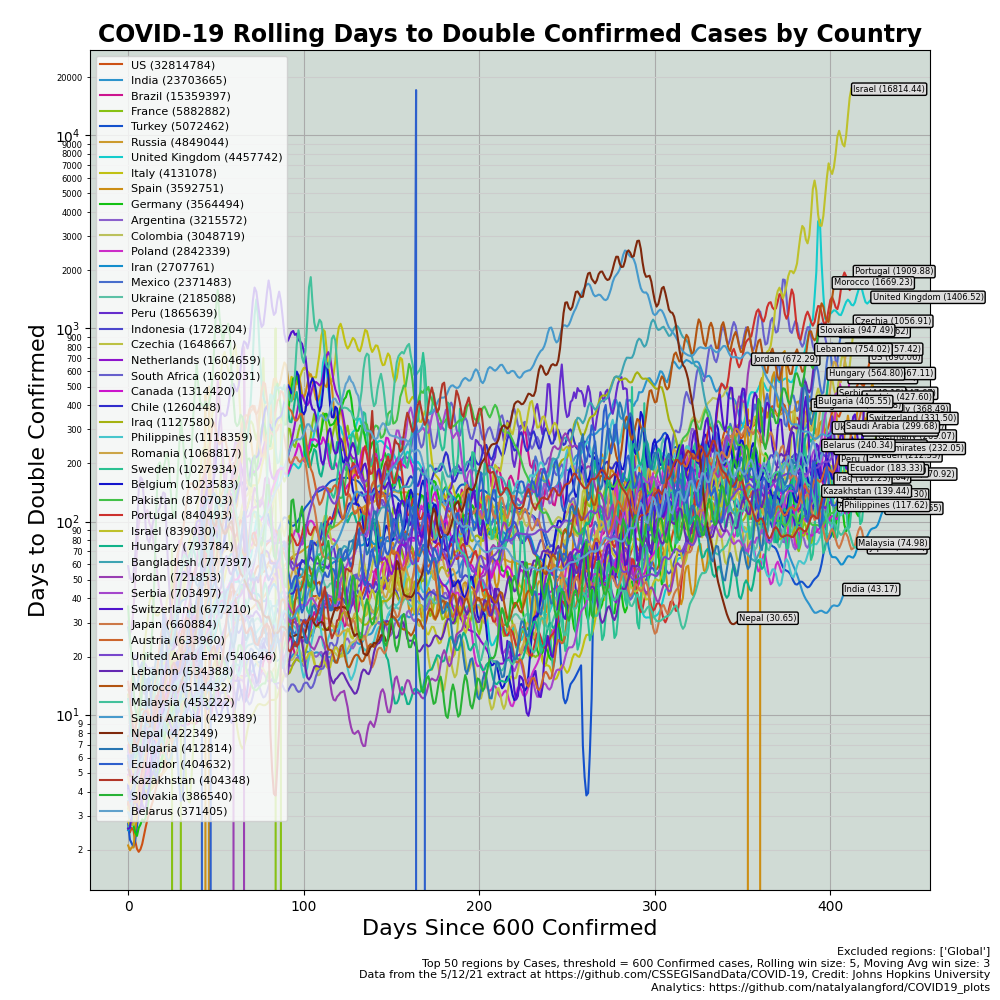 COVID-19 Rolling Days to Double Confirmed Cases by Country
Days to Double Confirmed
20000
10^4
9000
8000
7000
6000
5000
4000
3000
2000
10^3
900
800
700
600
500
400
300
200
10^2
90
80
70
60
50
40
30
20
10^1
9
8
7
6
5
4
3
2
US (32814784)
India (23703665)
Brazil (15359397)
France (5882882)
Turkey (5072462)
Russia (4849044)
United Kingdom (4457742)
Italy (4131078)
Spain (3592751)
Germany (3564494)
Argentina (3215572)
Colombia (3048719)
Poland (2842339)
Iran (2707761)
Mexico (2371483)
Ukraine (2185088)
Peru (1865639)
Indonesia (1728204)
Czechia (1648667)
Netherlands (1604659)
South Africa (1602031)
Canada (1314420)
Chile (1260448)
Iraq (1127580)
Philippines (1118359)
Romania (1068817)
Sweden (1027934)
Belgium (1023583)
Pakistan (870703)
Portugal (840493)
Israel (839030)
Hungary (793784)
Bangladesh (777397)
Jordan (721853)
Serbia (703497)
Switzerland (677210)
Japan (660884)
Austria (633960)
United Arab Emi (540646)
Lebanon (534388)
Morocco (514432)
Malaysia (453222)
Saudi Arabia (429389)
Nepal (422349)
Bulgaria (412814)
Ecuador (404632)
Kazakhstan (404348)
Slovakia (386540)
Belarus (371405)
Israel (16814.44)
Portugal (1909.88)
Morocco (1669.23)
United Kingdom (1406.52)
Czechia (1056.91)
Slovakia (947.49)
Lebanon (754.02)
57.42)
Jordan (672.29)
Hungary (564.80)
67.11)
(427.60)
Bulgaria (405.55)
(368.49)
Switzerland (331.50)
Saudi Arabia (299.68)
Belarus (240.34)
mirates (232.05)
Ecuador (183.33)
70.92)
Kazakhstan (139.44)
Philippines (117.62)
Malaysia (74.98)
India (43.17)
Nepal (30.65)
0
100
200
300
400
Days Since 600 Confirmed
Excluded regions: ['Global']
Top 50 regions by Cases, threshold = 600 Confirmed cases, Rolling win size: 5, Moving Avg win size: 3
Data from the 5/12/21 extract at https://github.com/CSSEGISandData/COVID-19, Credit: Johns Hopkins University
Analytics: https://github.com/natalyalangford/COVID19_plots